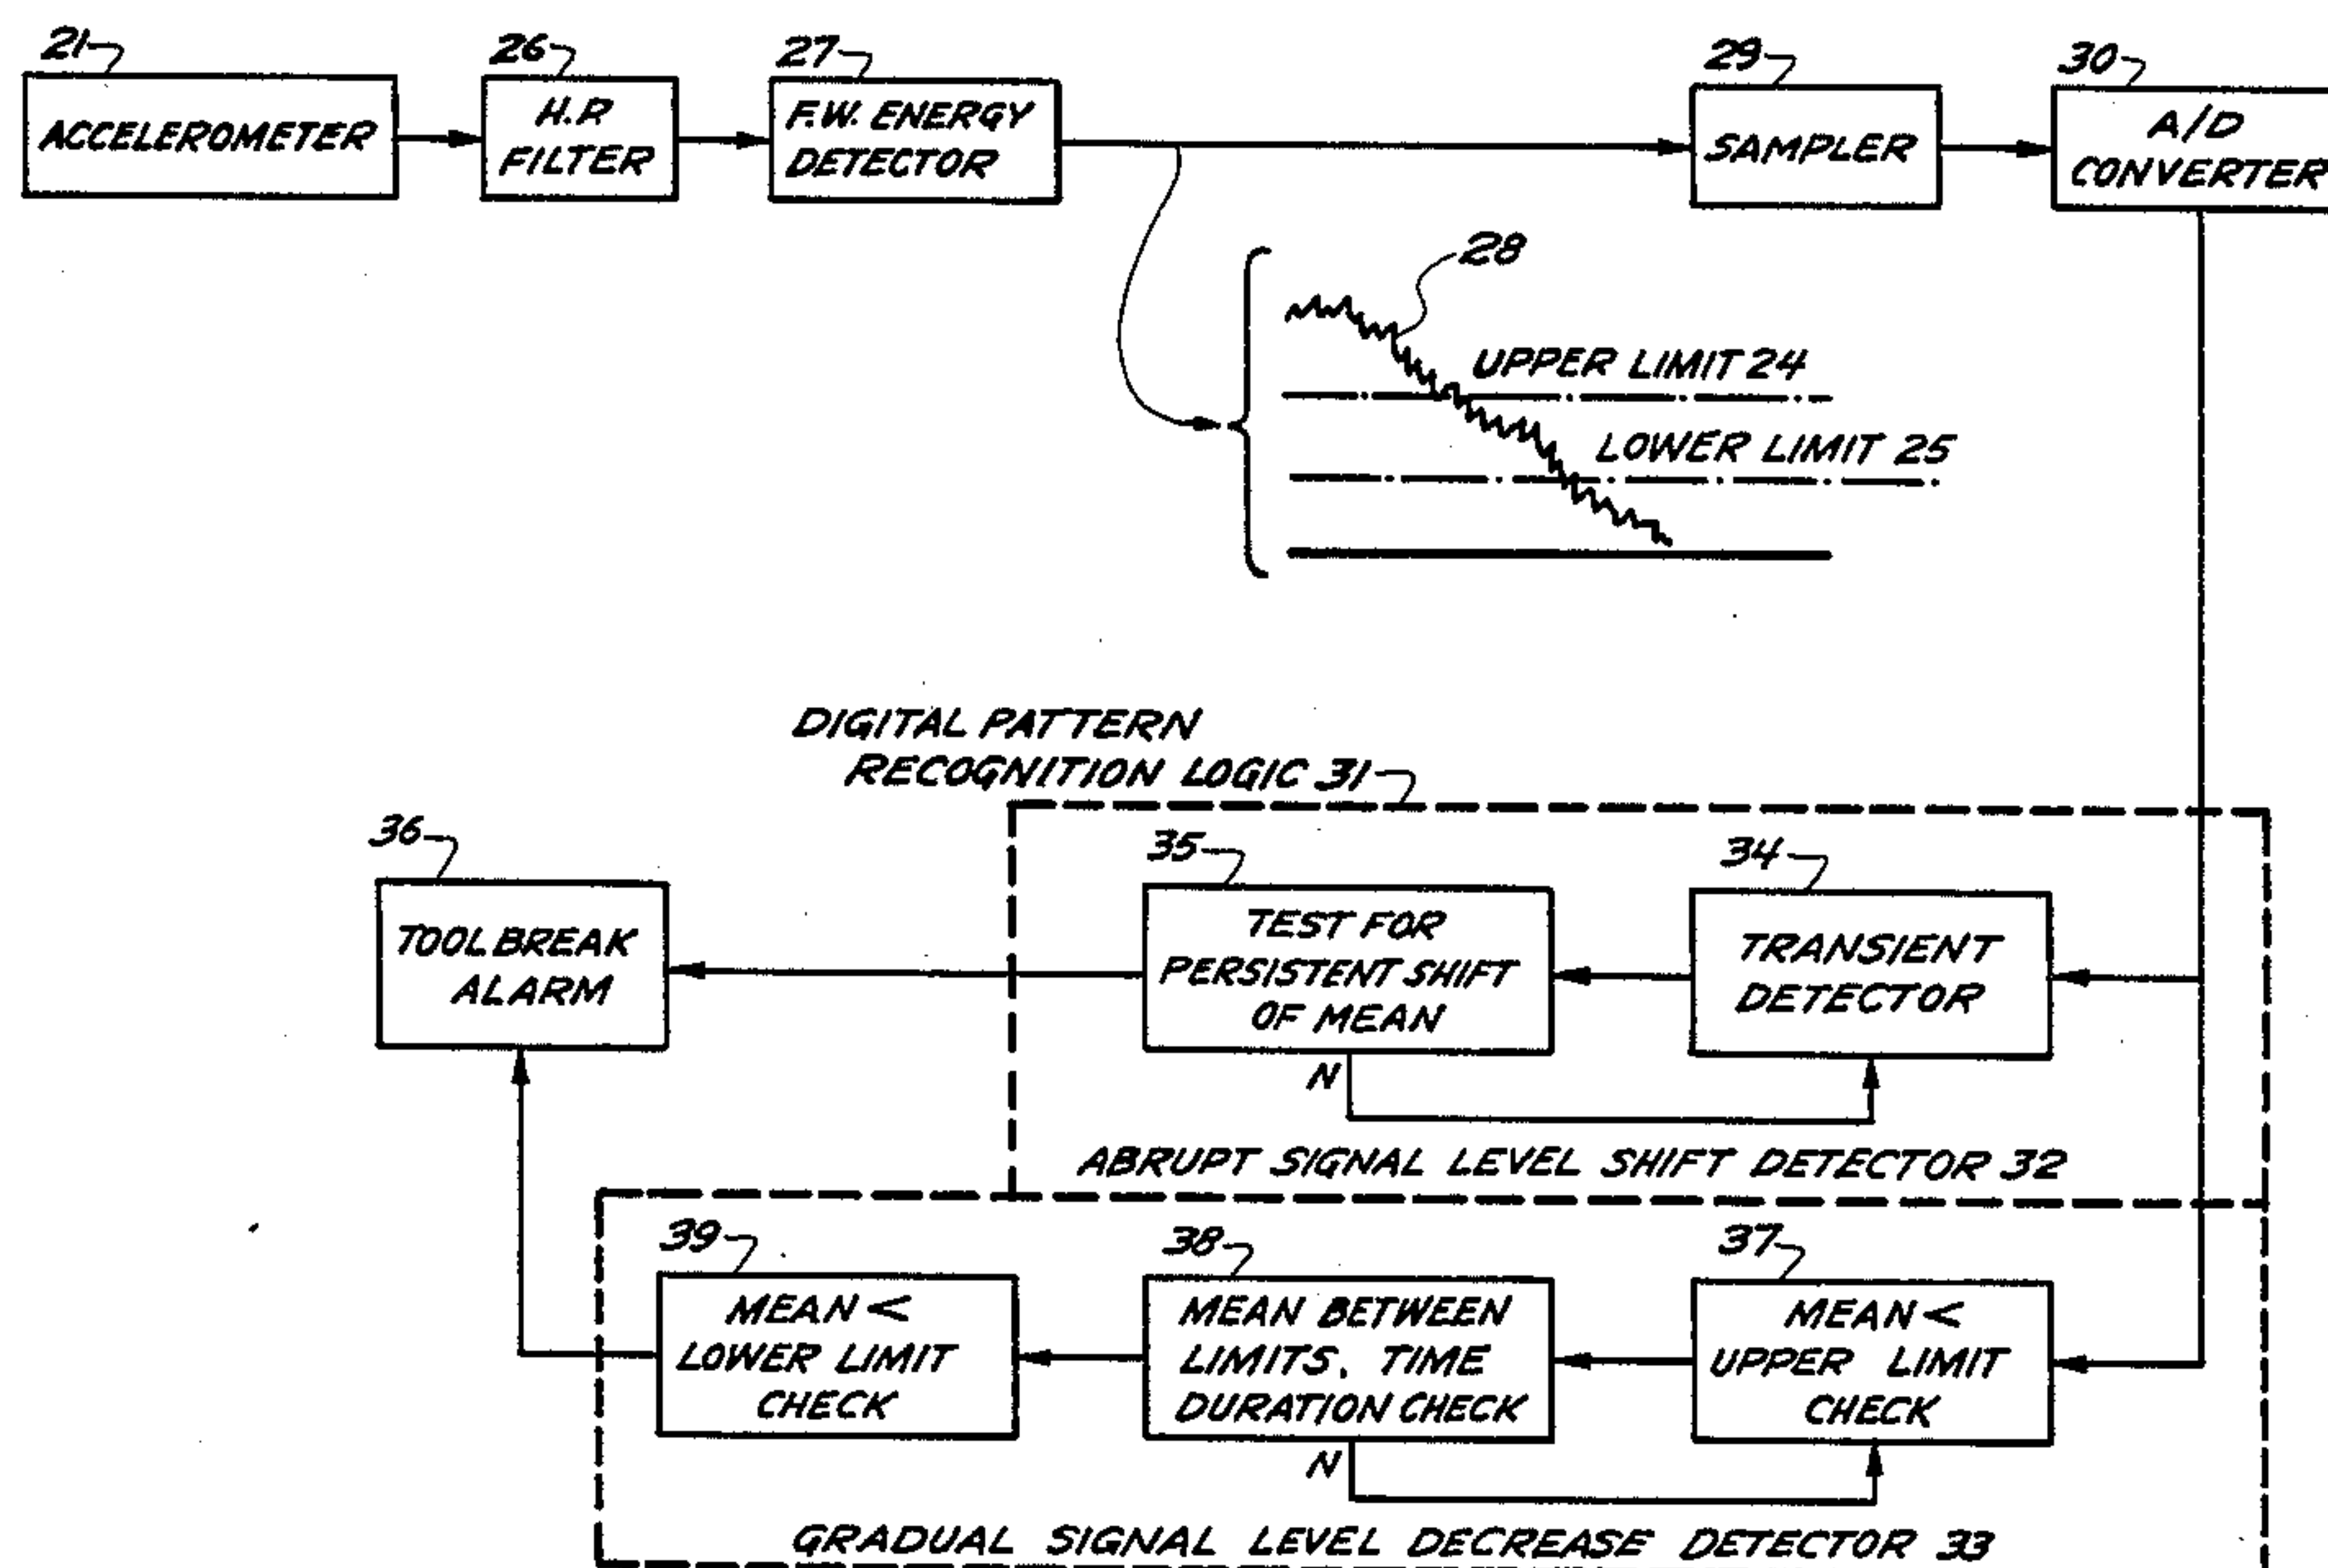 21
ACCELEROMETER
26
H.P.
FILTER
27
F.W. ENERGY
DETECTOR
29
SAMPLER
30
A/D
CONVERTER
28
UPPER LIMIT 24
LOWER LIMIT 25
DIGITAL PATTERN
RECOGNITION LOGIC 31
36
TOOL BREAK
ALARM
35
TEST FOR
PERSISTENT SHIFT
OF MEAN
N
34
TRANSIENT
DETECTOR
ABRUPT SIGNAL LEVEL SHIFT DETECTOR 32
39
MEAN <
LOWER LIMIT
CHECK
38
MEAN BETWEEN
LIMITS, TIME
DURATION CHECK
N
37
MEAN <
UPPER LIMIT
CHECK
GRADUAL SIGNAL LEVEL DECREASE DETECTOR 33